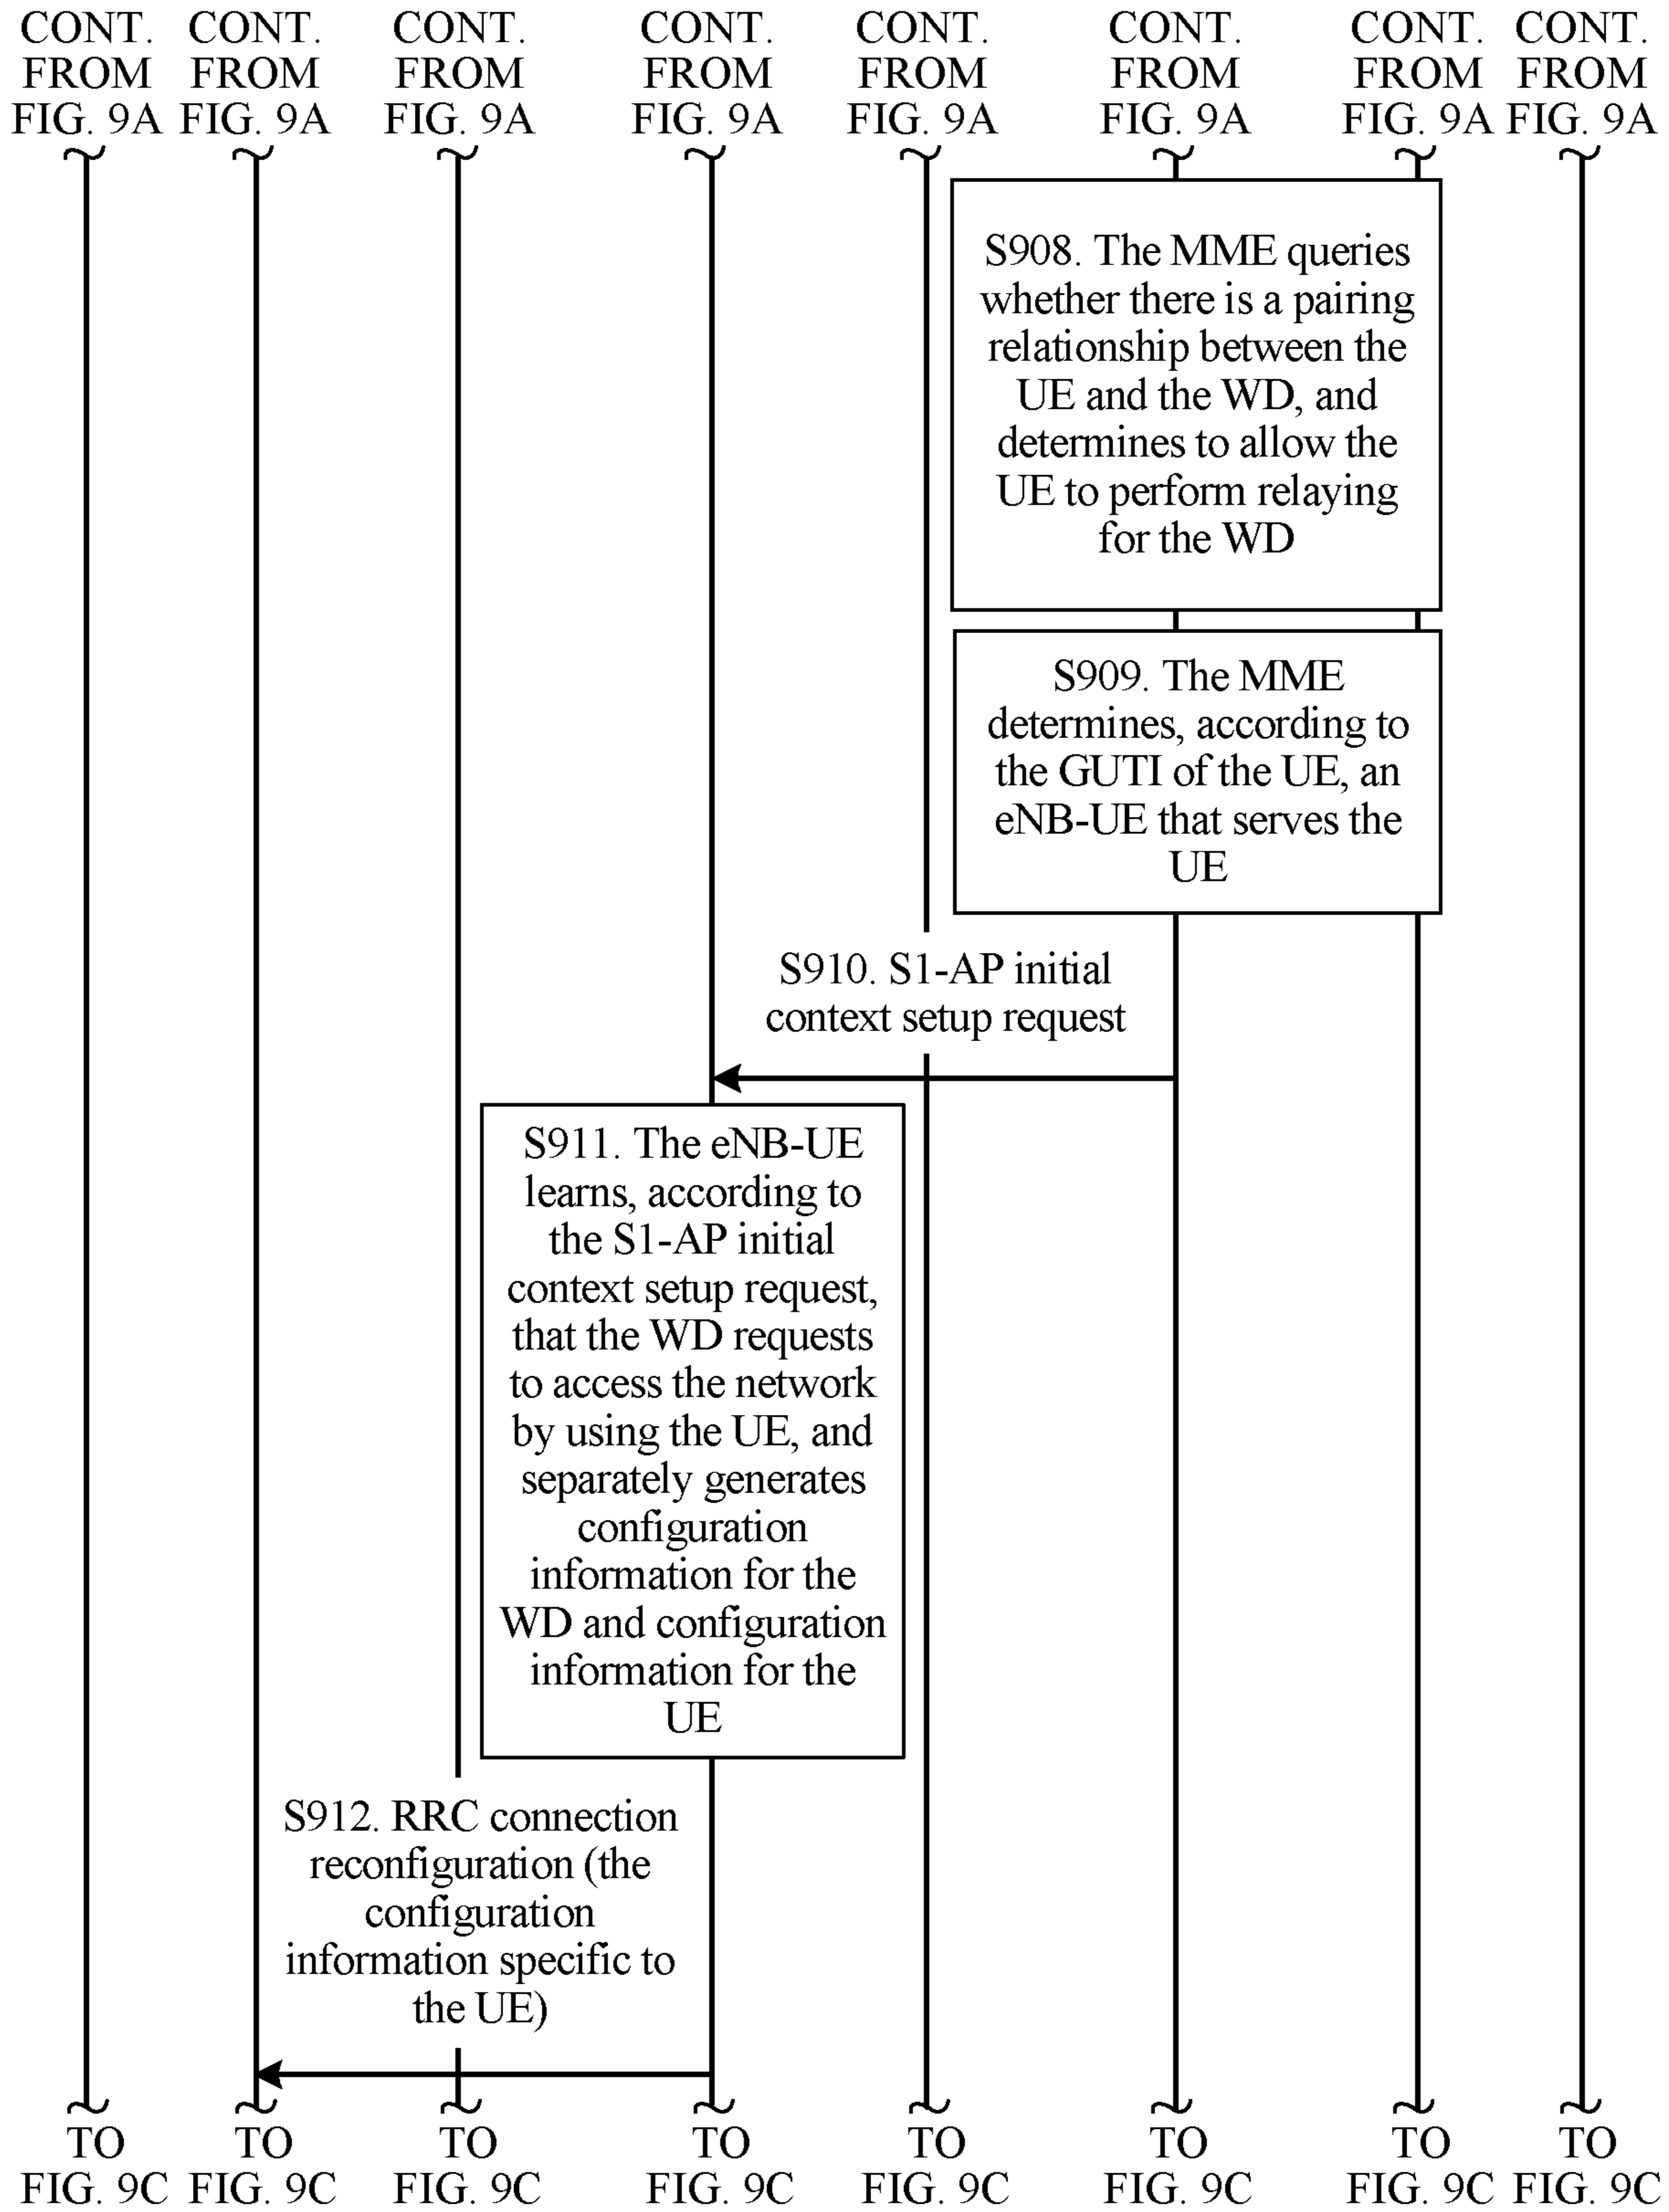 CONT. CONT. CONT. CONT. CONT. CONT. CONT. CONT.
FROM FROM FROM FROM FROM FROM FROM FROM
FIG. 9A FIG. 9A FIG. 9A FIG. 9A FIG. 9A FIG. 9A FIG. 9A FIG. 9A
S908. The MME queries
whether there is a pairing
relationship between the
UE and the WD, and
determines to allow the
UE to perform relaying
for the WD
S909. The MME
determines, according to
the GUTI of the UE, an
eNB-UE that serves the
UE
S910. S1-AP initial
context setup request
S911. The eNB-UE
learns, according to
the S1-AP initial
context setup request,
that the WD requests
to access the network
by using the UE, and
separately generates
configuration
information for the
WD and configuration
information for the
UE
S912. RRC connection
reconfiguration (the
configuration
information specific to
the UE)
TO TO TO TO TO TO TO TO
FIG. 9C FIG. 9C FIG. 9C FIG. 9C FIG. 9C FIG. 9C FIG. 9C FIG. 9C